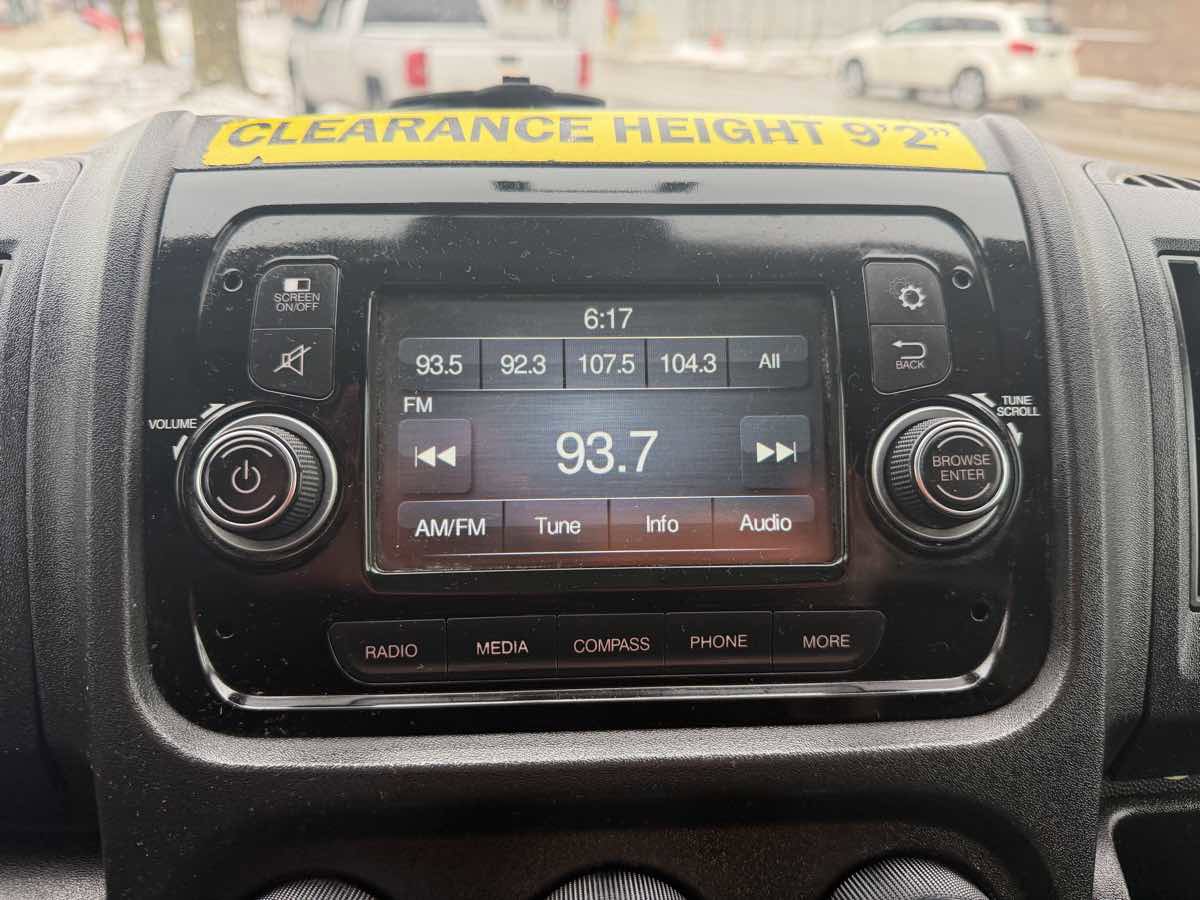 CLEARANCE HEIGHT 9'2"
SCREEN
ON/OFF
6:17
93.5 92.3 107.5 104.3 All
BACK
VOLUME
TUNE
SCROLL
FM
93.7
BROWSE
ENTER
AM/FM Tune Info Audio
RADIO MEDIA COMPASS PHONE MORE